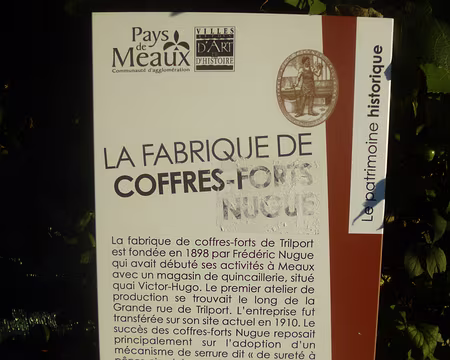 Pays
de
Meaux
Communauté d'agglomération
VILLES
D'ART
D'HISTOIRE
Le patrimoine historique
LA FABRIQUE DE
COFFRES-FORTS
NUGUE
La fabrique de coffres-forts de Trilport
est fondée en 1898 par Frédéric Nugue
qui avait débuté ses activités à Meaux
avec un magasin de quincaillerie, situé
quai Victor-Hugo. Le premier atelier de
production se trouvait le long de la
Grande rue de Trilport. L'entreprise fut
transférée sur son site actuel en 1910. Le
succès des coffres-forts Nugue reposait
principalement sur l'adoption d'un
mécanisme de serrure dit « de sureté à